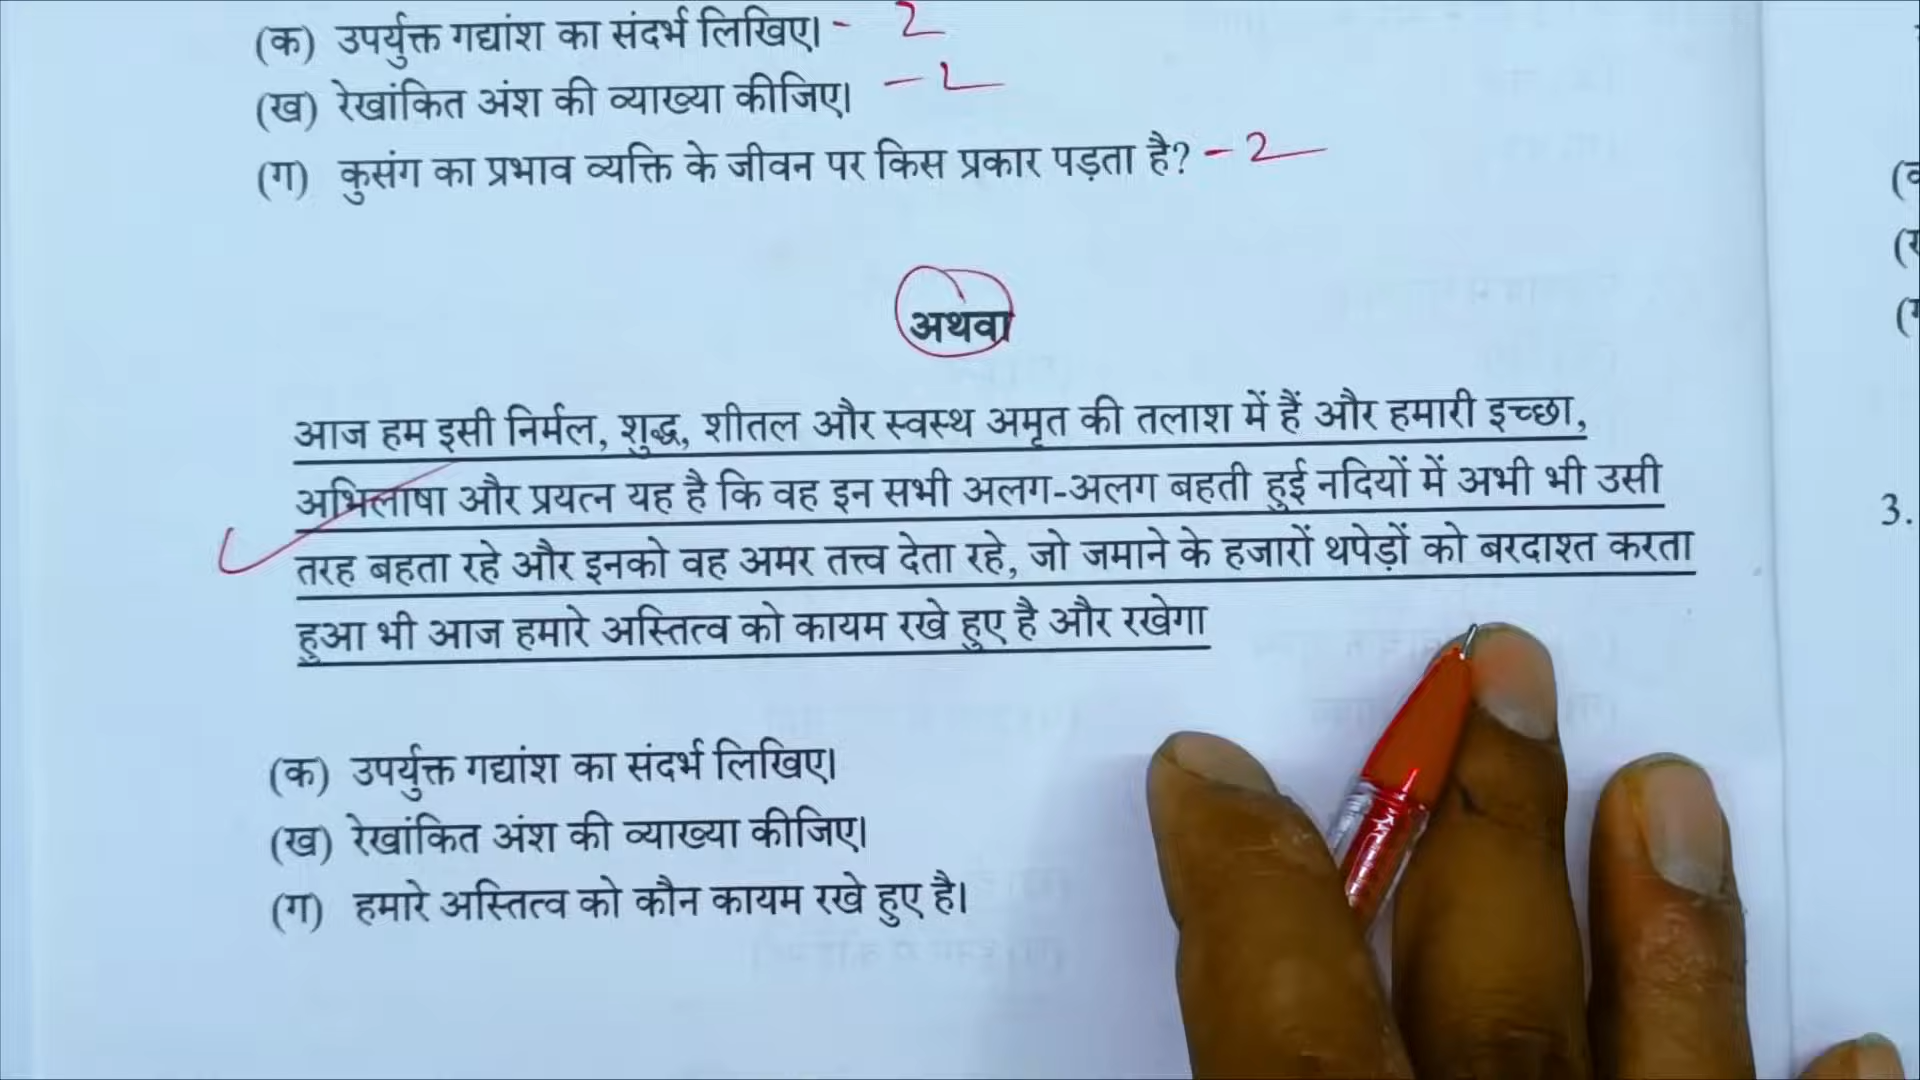 (क) उपर्युक्त गद्यांश का संदर्भ लिखिए। - 2
(ख) रेखांकित अंश की व्याख्या कीजिए। - 2
(ग) कुसंग का प्रभाव व्यक्ति के जीवन पर किस प्रकार पड़ता है? - 2
अथवा
आज हम इसी निर्मल, शुद्ध, शीतल और स्वस्थ अमृत की तलाश में हैं और हमारी इच्छा,
अभिलाषा और प्रयत्न यह है कि वह इन सभी अलग-अलग बहती हुई नदियों में अभी भी उसी
तरह बहता रहे और इनको वह अमर तत्त्व देता रहे, जो जमाने के हजारों थपेड़ों को बरदाश्त करता
हुआ भी आज हमारे अस्तित्व को कायम रखे हुए है और रखेगा
(क) उपर्युक्त गद्यांश का संदर्भ लिखिए।
(ख) रेखांकित अंश की व्याख्या कीजिए।
(ग) हमारे अस्तित्व को कौन कायम रखे हुए है।
3.